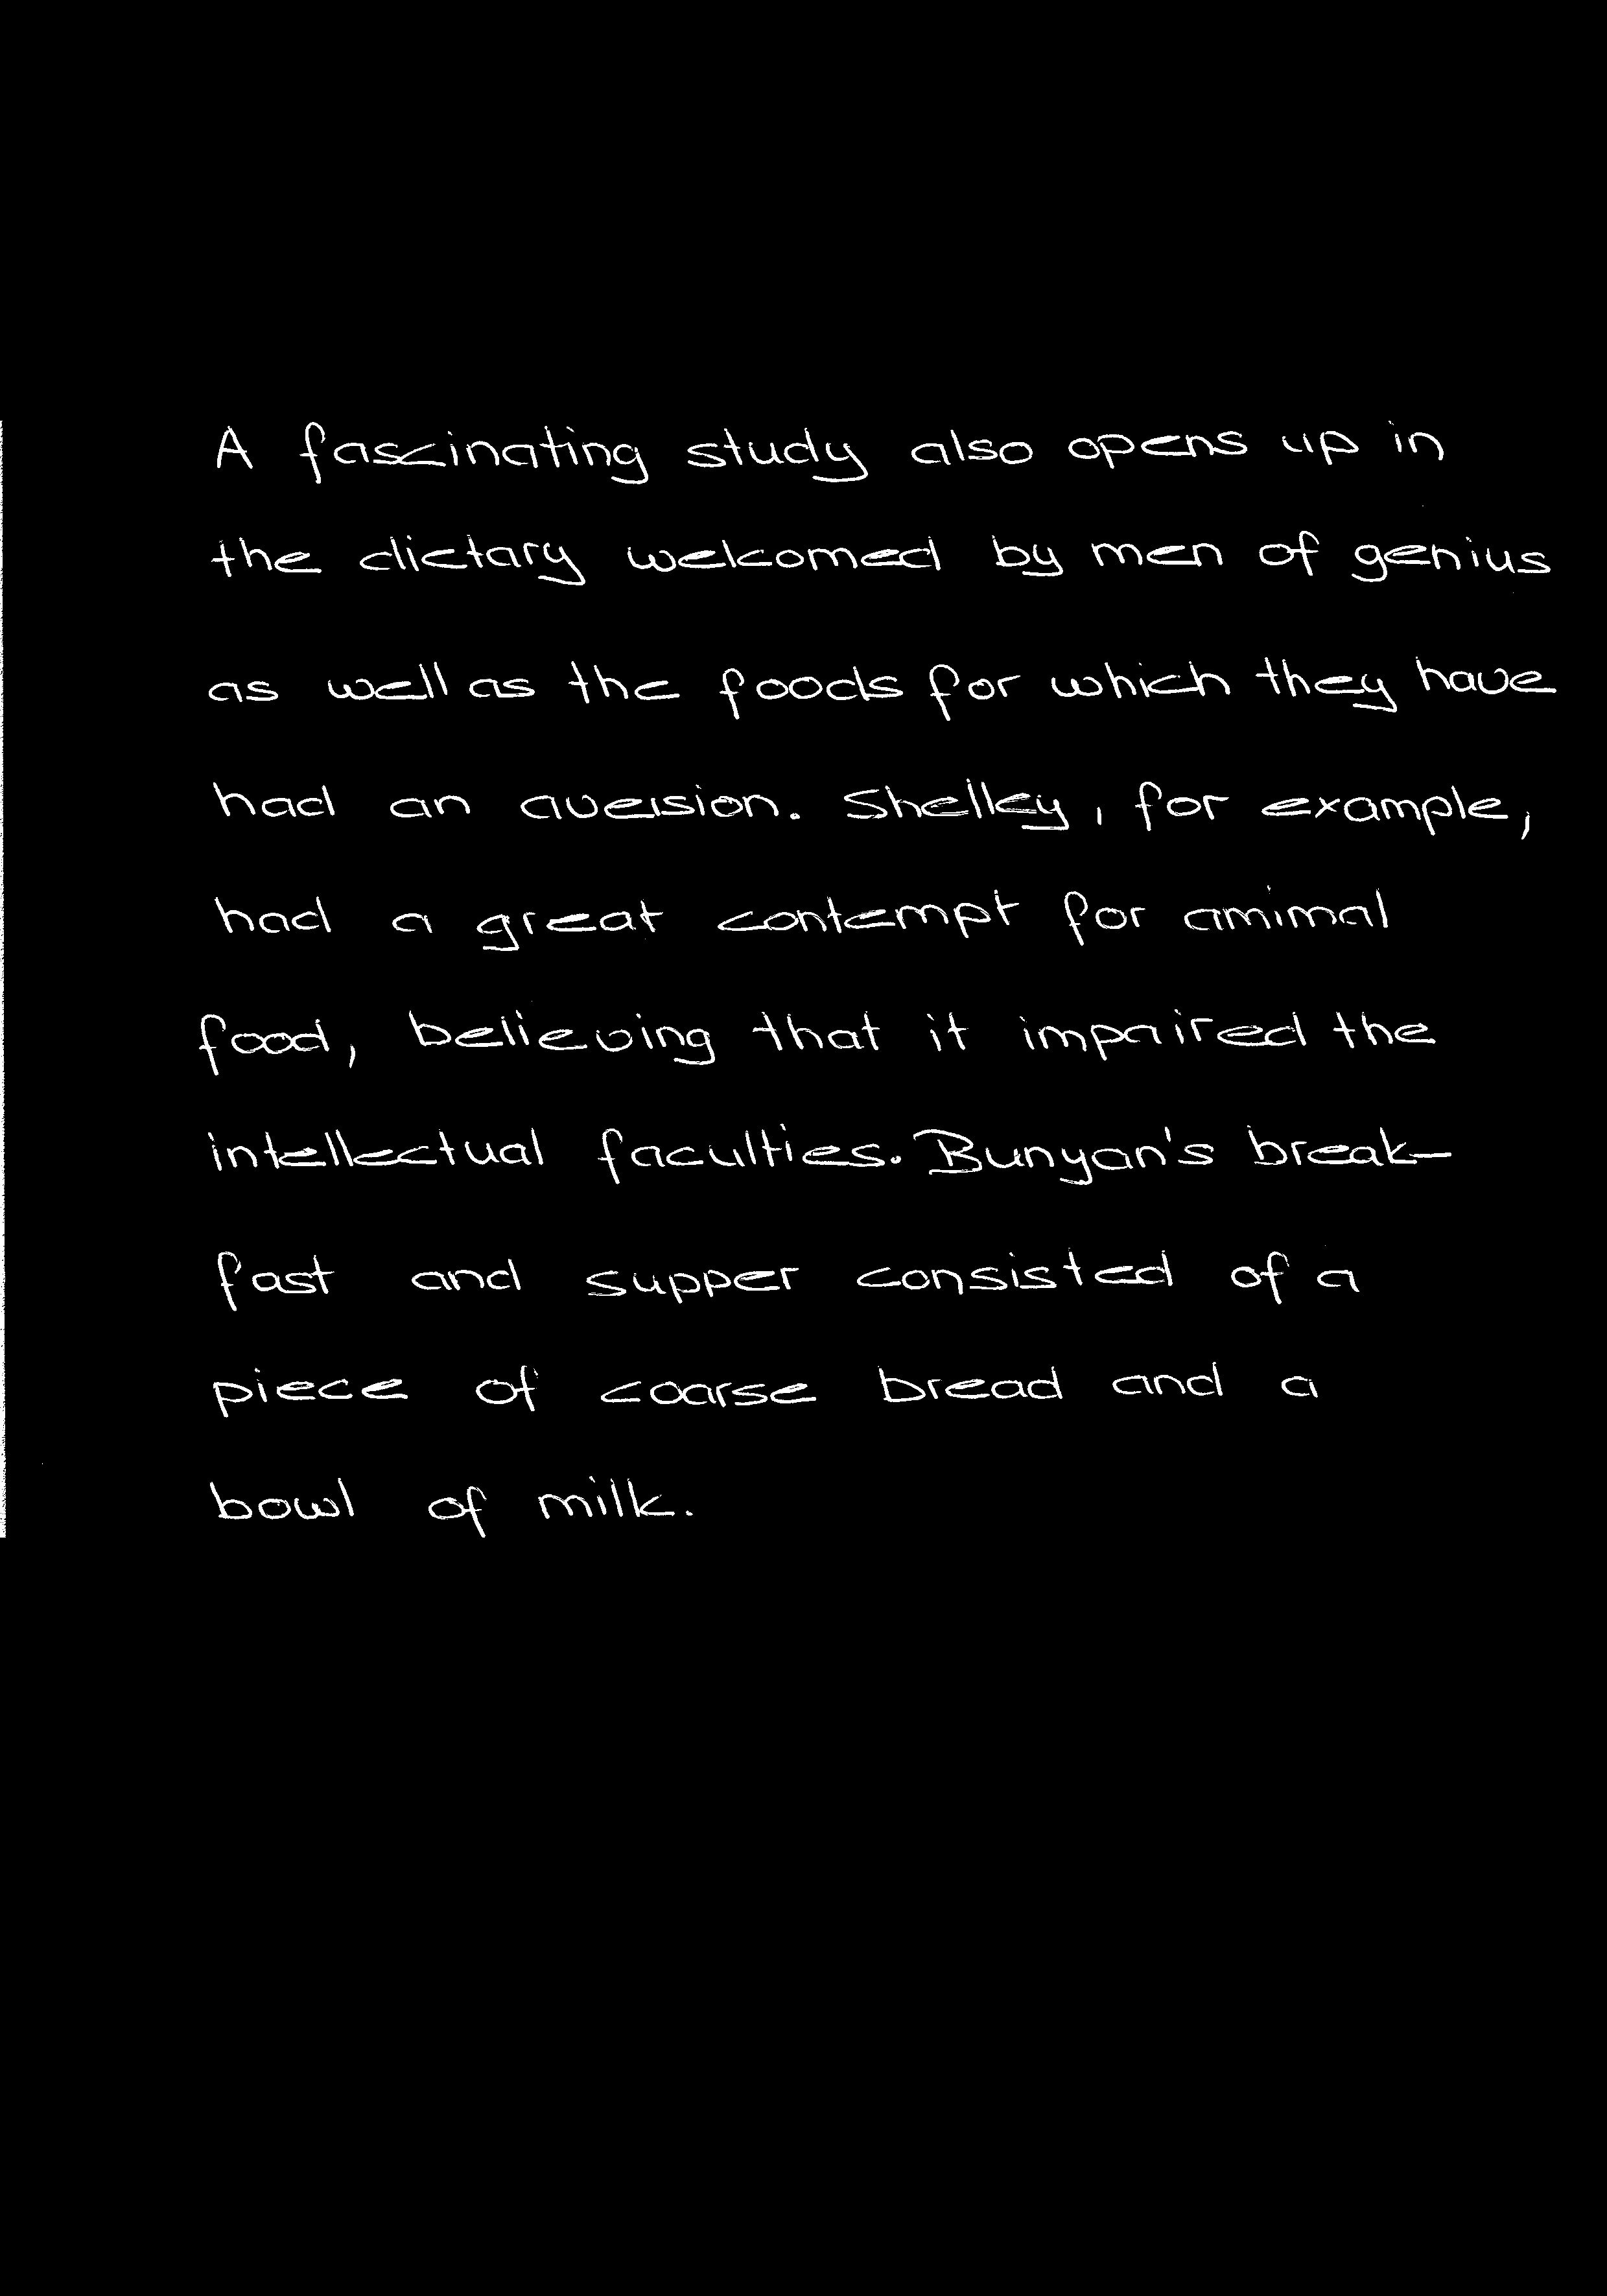 A fascinating study also opens up in
the dietary welcomed by men of genius
as well as the foods for which they have
had an aversion. Shelley, for example,
had a great contempt for animal
food, believing that it impaired the
intellectual faculties. Bunyan's break-
fast and supper consisted of a
piece of coarse bread and a
bowl of milk.